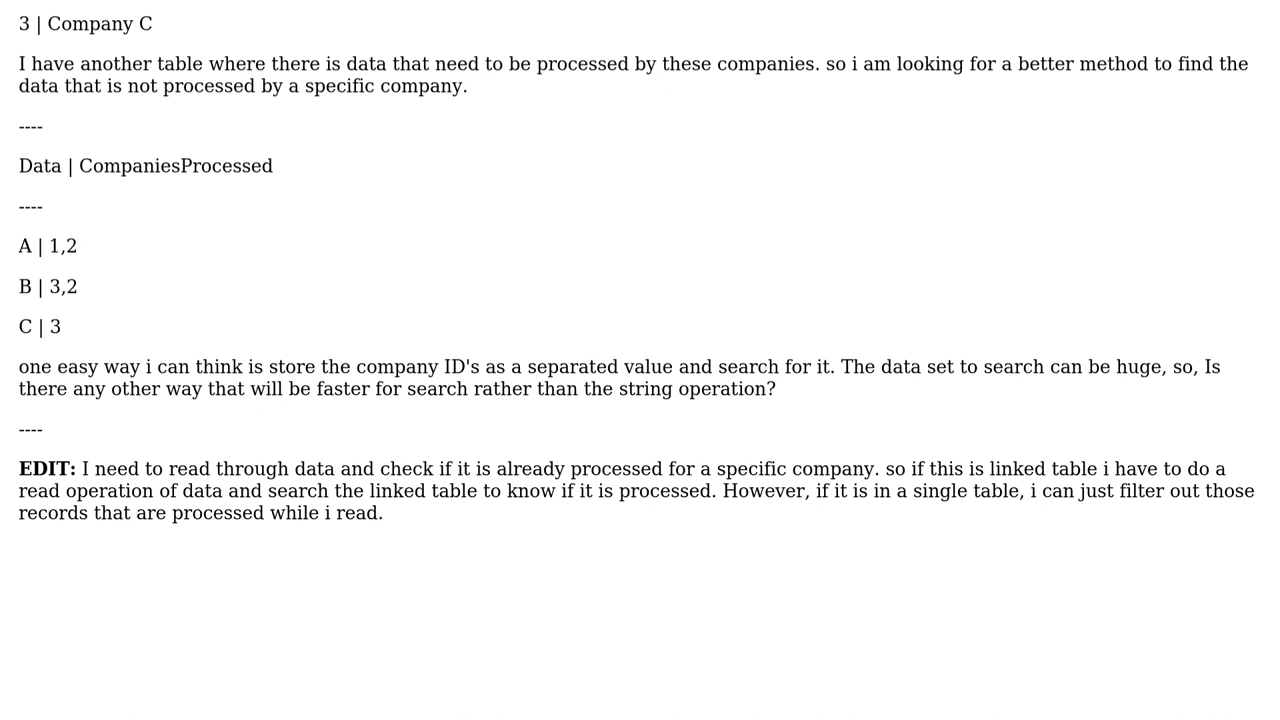 3 | Company C
I have another table where there is data that need to be processed by these companies. so i am looking for a better method to find the
data that is not processed by a specific company.
----
Data | CompaniesProcessed
----
A | 1,2
B | 3,2
C | 3
one easy way i can think is store the company ID's as a separated value and search for it. The data set to search can be huge, so, Is
there any other way that will be faster for search rather than the string operation?
----
EDIT: I need to read through data and check if it is already processed for a specific company. so if this is linked table i have to do a
read operation of data and search the linked table to know if it is processed. However, if it is in a single table, i can just filter out those
records that are processed while i read.